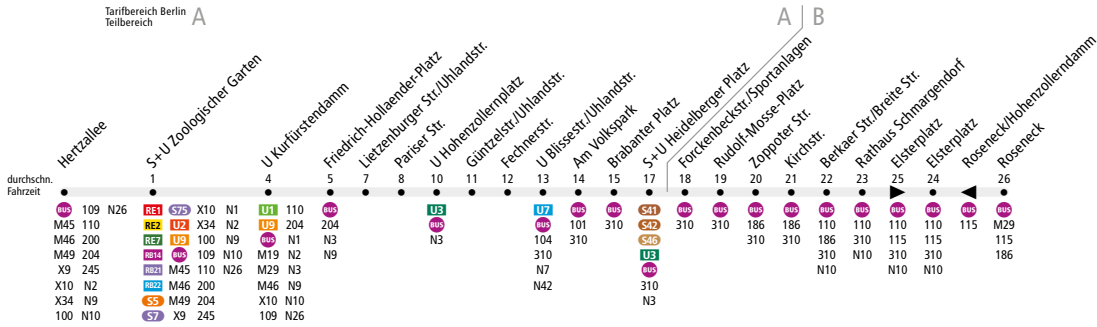 Tarifbereich Berlin
Teilbereich
A
A B
Hertzallee
S+U Zoologischer Garten
U Kurfürstendamm
Friedrich-Hollaender-Platz
Lietzenburger Str./Uhlandstr.
Pariser Str.
U Hohenzollernplatz
Güntzelstr./Uhlandstr.
Fechnerstr.
U Blissestr./Uhlandstr.
Am Volkspark
Brabanter Platz
S+U Heidelberger Platz
Forckenbeckstr./Sportanlagen
Rudolf-Mosse-Platz
Zoppoter Str.
Kirchstr.
Berkaer Str./Breite Str.
Rathaus Schmargendorf
Elsterplatz
Elsterplatz
Roseneck/Hohenzollerndamm
Roseneck
durchschn. 1 4 5 7 8 10 11 12 13 14 15 17 18 19 20 21 22 23 25 24 26
Fahrzeit
BUS 109 N26 RE1 S75 X10 N1 U1 110 BUS U3 U7 BUS BUS S41 BUS BUS BUS BUS BUS BUS BUS BUS BUS BUS
M45 110 RE2 U2 X34 N2 U9 204 204 BUS BUS 101 310 S42 310 310 186 186 110 110 110 110 115 M29
M46 200 RE7 U9 100 N9 BUS N1 N3 N3 104 310 S46 310 310 186 310 115 115 115
M49 204 RB14 BUS 109 N10 M19 N2 N9 310 U3 310 N10 310 310 186
X9 245 RB21 M45 110 N26 M29 N3 N7 BUS N10 N10 N10
X10 N2 RB22 M46 200 M46 N9 N42 310
X34 N9 S5 M49 204 X10 N10 N3
100 N10 S7 X9 245 109 N26